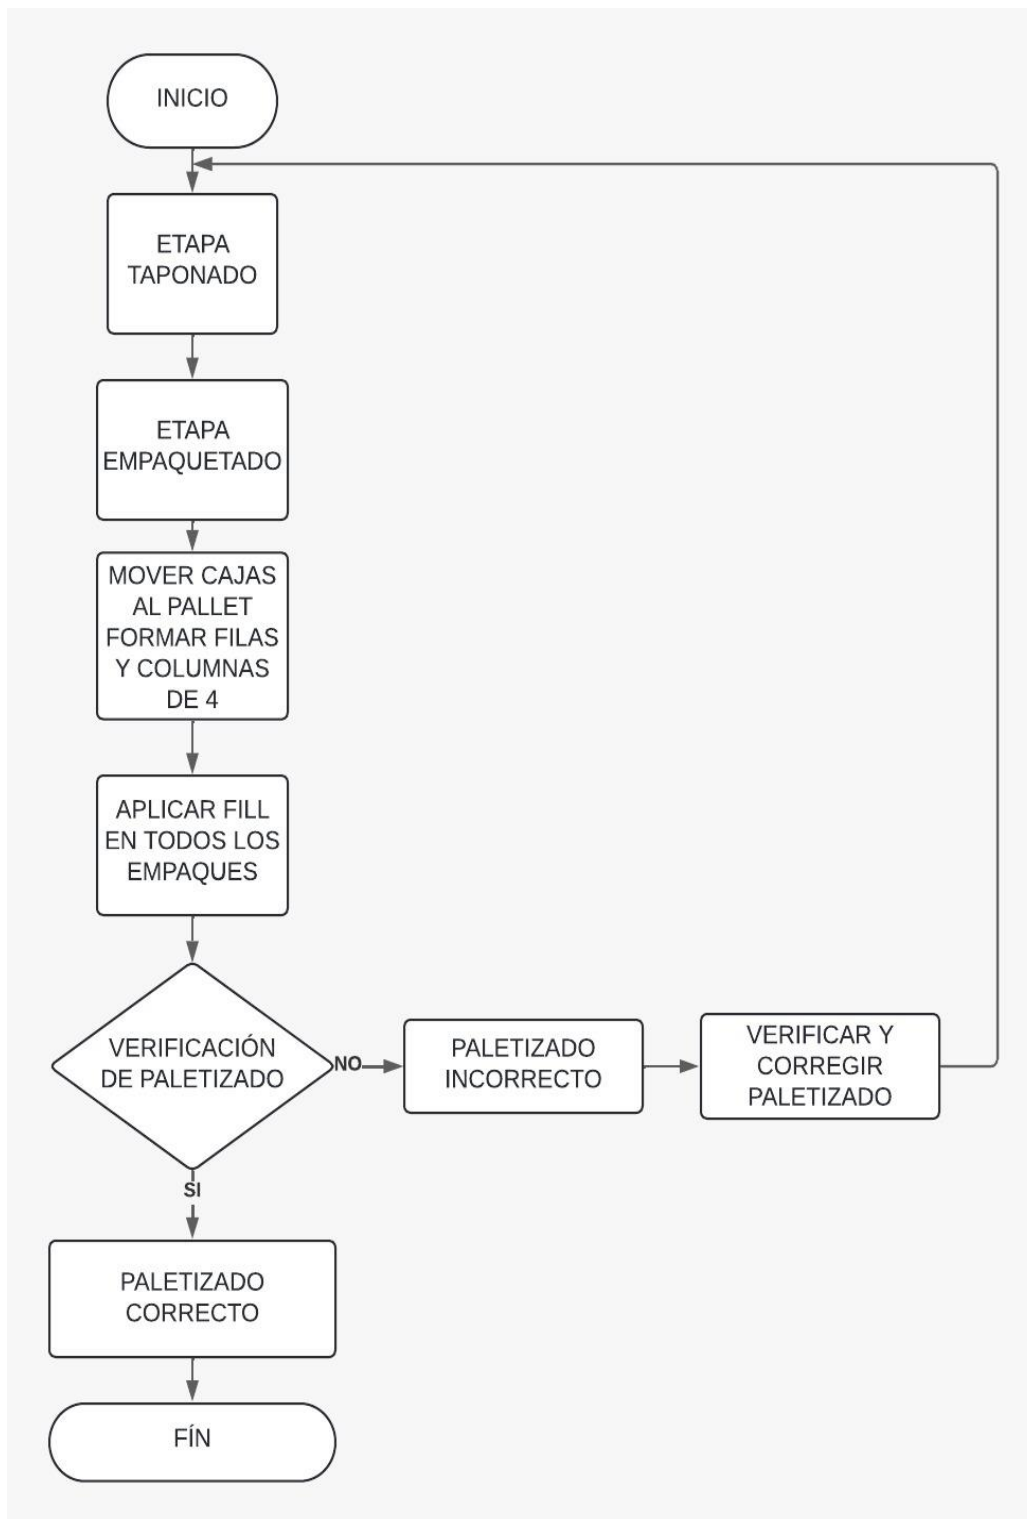 INICIO
ETAPA
TAPONADO
ETAPA
EMPAQUETADO
MOVER CAJAS
AL PALLET
FORMAR FILAS
Y COLUMNAS
DE 4
APLICAR FILL
EN TODOS LOS
EMPAQUES
VERIFICACIÓN
DE PALETIZADO
NO
PALETIZADO
INCORRECTO
VERIFICAR Y
CORREGIR
PALETIZADO
SI
PALETIZADO
CORRECTO
FÍN